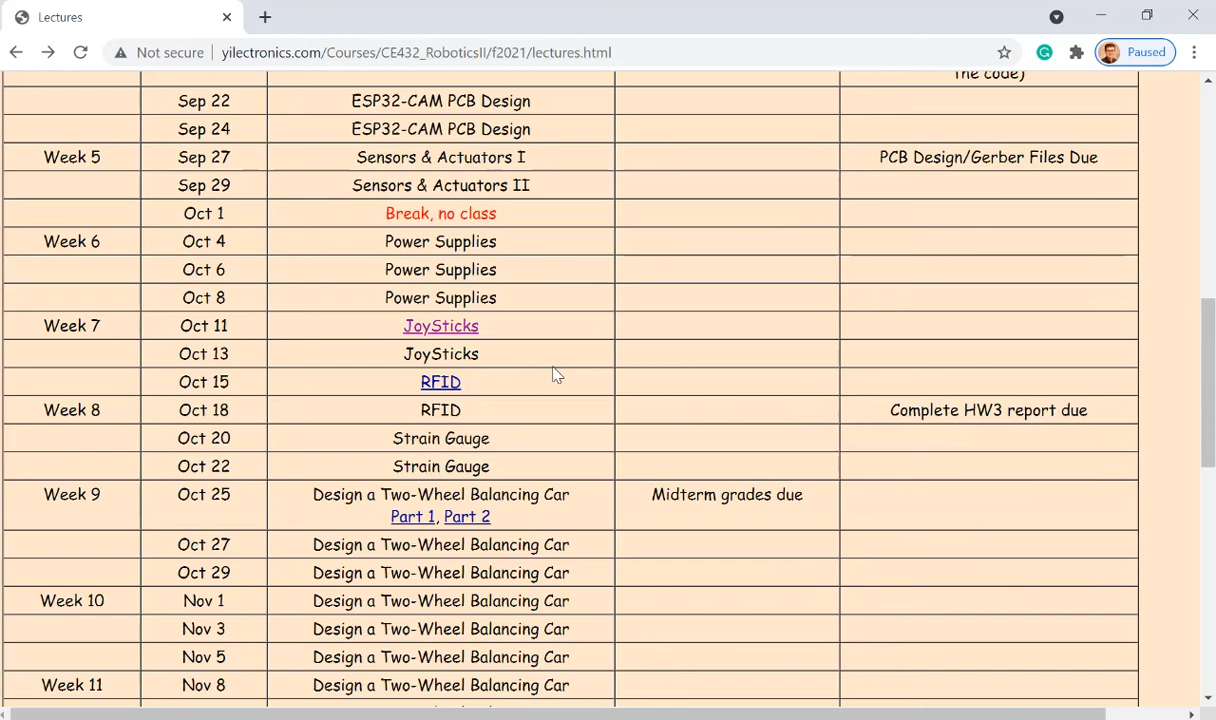 Lectures
Not secure yilectronics.com/Courses/CE432_RoboticsII/f2021/lectures.html Paused
the code)
Sep 22 ESP32-CAM PCB Design
Sep 24 ESP32-CAM PCB Design
Week 5 Sep 27 Sensors & Actuators I PCB Design/Gerber Files Due
Sep 29 Sensors & Actuators II
Oct 1 Break, no class
Week 6 Oct 4 Power Supplies
Oct 6 Power Supplies
Oct 8 Power Supplies
Week 7 Oct 11 JoySticks
Oct 13 JoySticks
Oct 15 RFID
Week 8 Oct 18 RFID Complete HW3 report due
Oct 20 Strain Gauge
Oct 22 Strain Gauge
Week 9 Oct 25 Design a Two-Wheel Balancing Car Midterm grades due
Part 1, Part 2
Oct 27 Design a Two-Wheel Balancing Car
Oct 29 Design a Two-Wheel Balancing Car
Week 10 Nov 1 Design a Two-Wheel Balancing Car
Nov 3 Design a Two-Wheel Balancing Car
Nov 5 Design a Two-Wheel Balancing Car
Week 11 Nov 8 Design a Two-Wheel Balancing Car